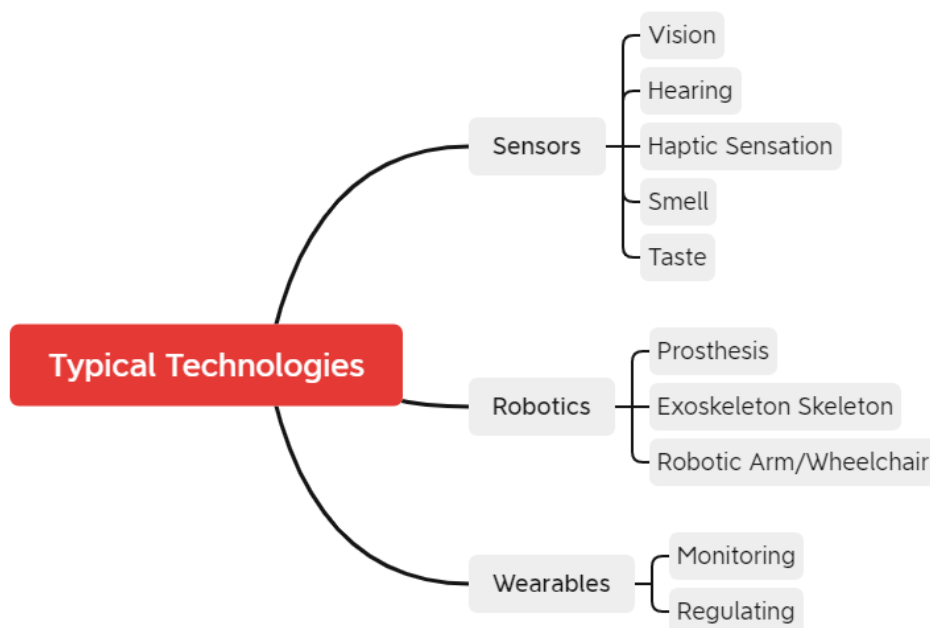 Typical Technologies
Sensors
Vision
Hearing
Haptic Sensation
Smell
Taste
Robotics
Prosthesis
Exoskeleton Skeleton
Robotic Arm/Wheelchair
Wearables
Monitoring
Regulating